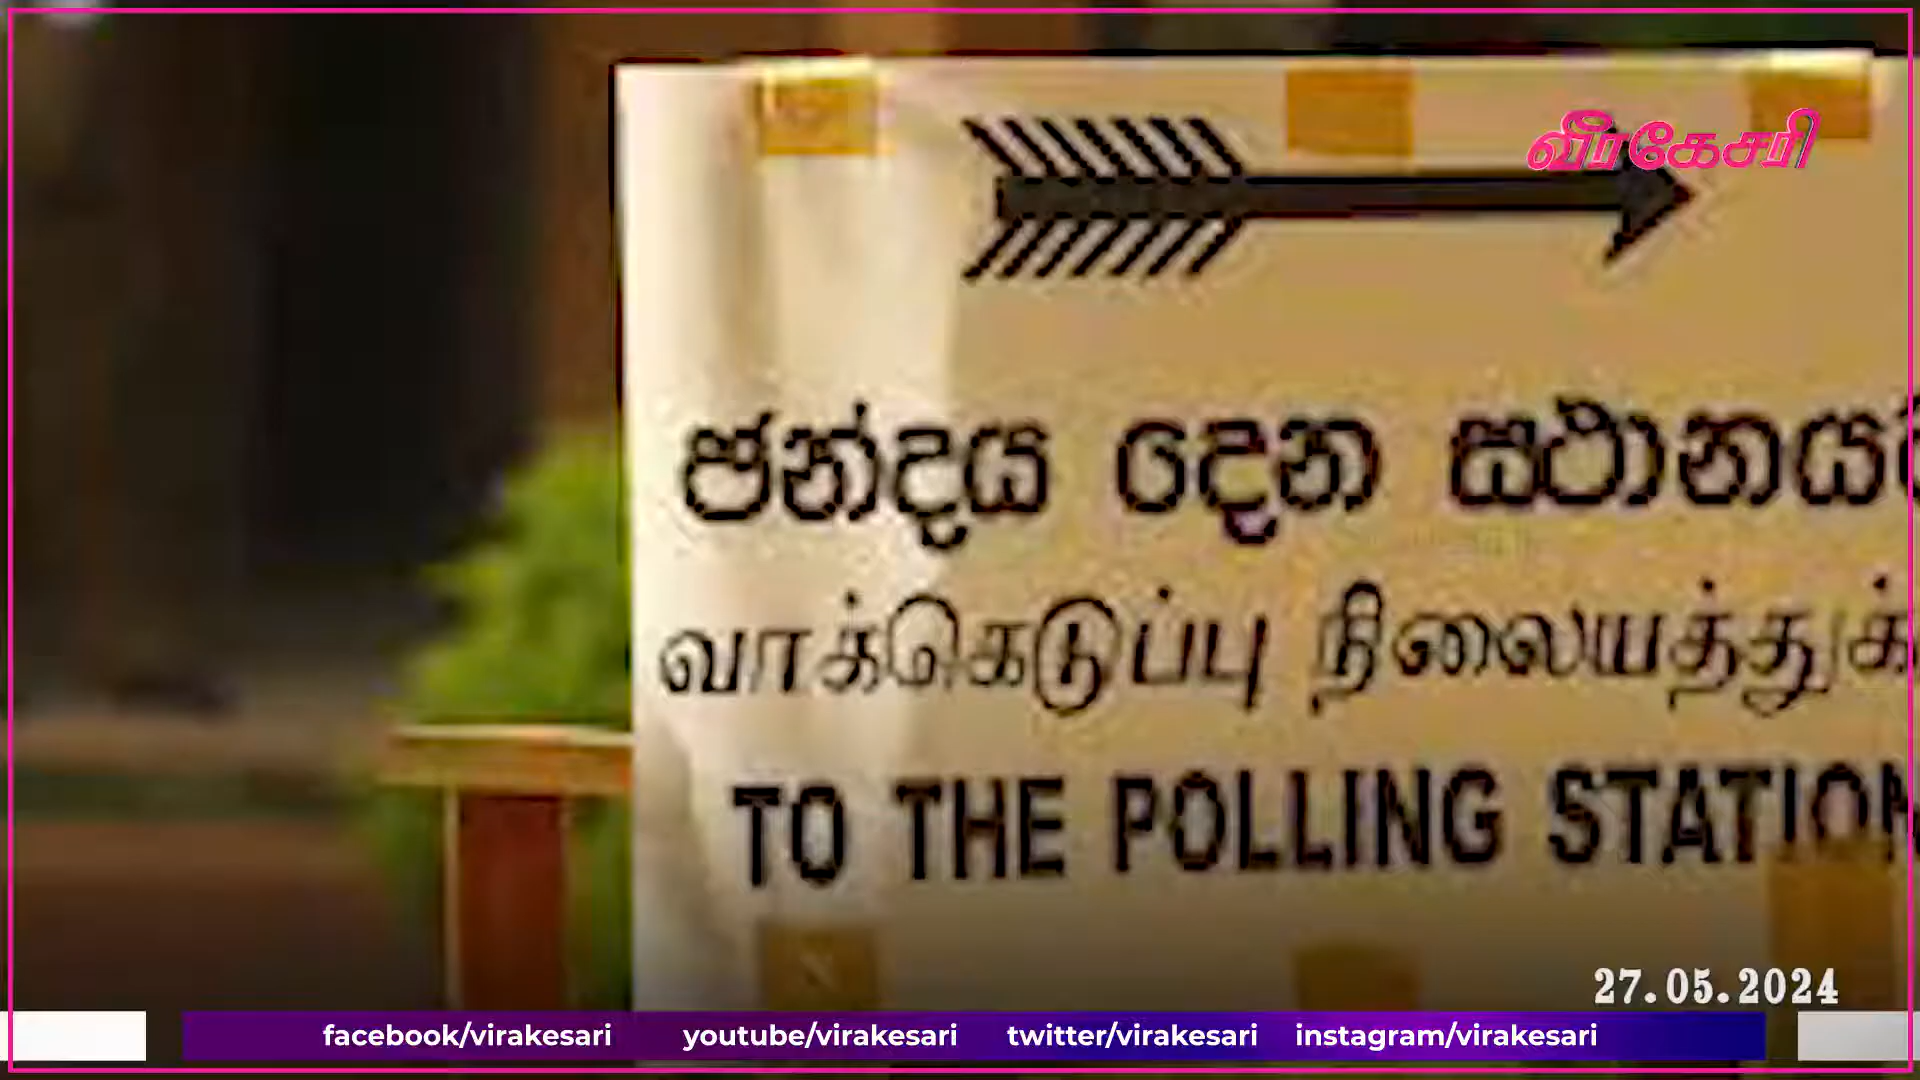 வீரகேசரி
ඡන්දය දෙන ස්ථානය
வாக்கெடுப்பு நிலையத்துக்
TO THE POLLING STATION
27.05.2024
facebook/virakesari youtube/virakesari twitter/virakesari instagram/virakesari